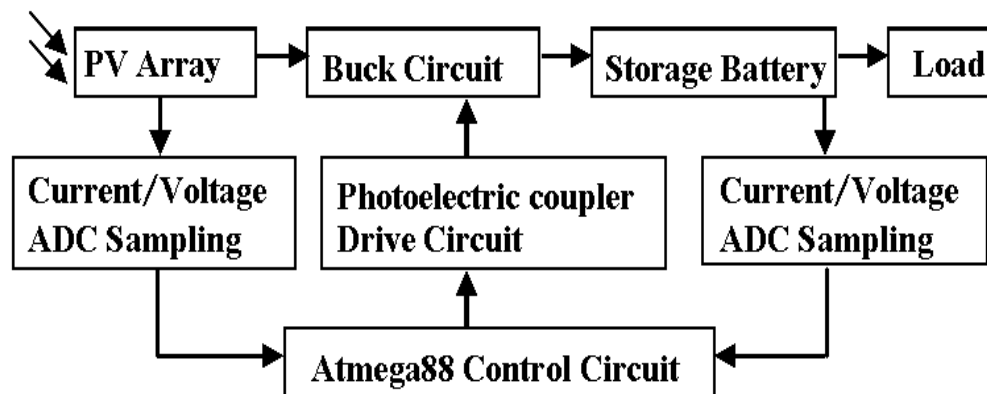 PV Array
Buck Circuit
Storage Battery
Load
Current/Voltage
ADC Sampling
Photoelectric coupler
Drive Circuit
Current/Voltage
ADC Sampling
Atmega88 Control Circuit